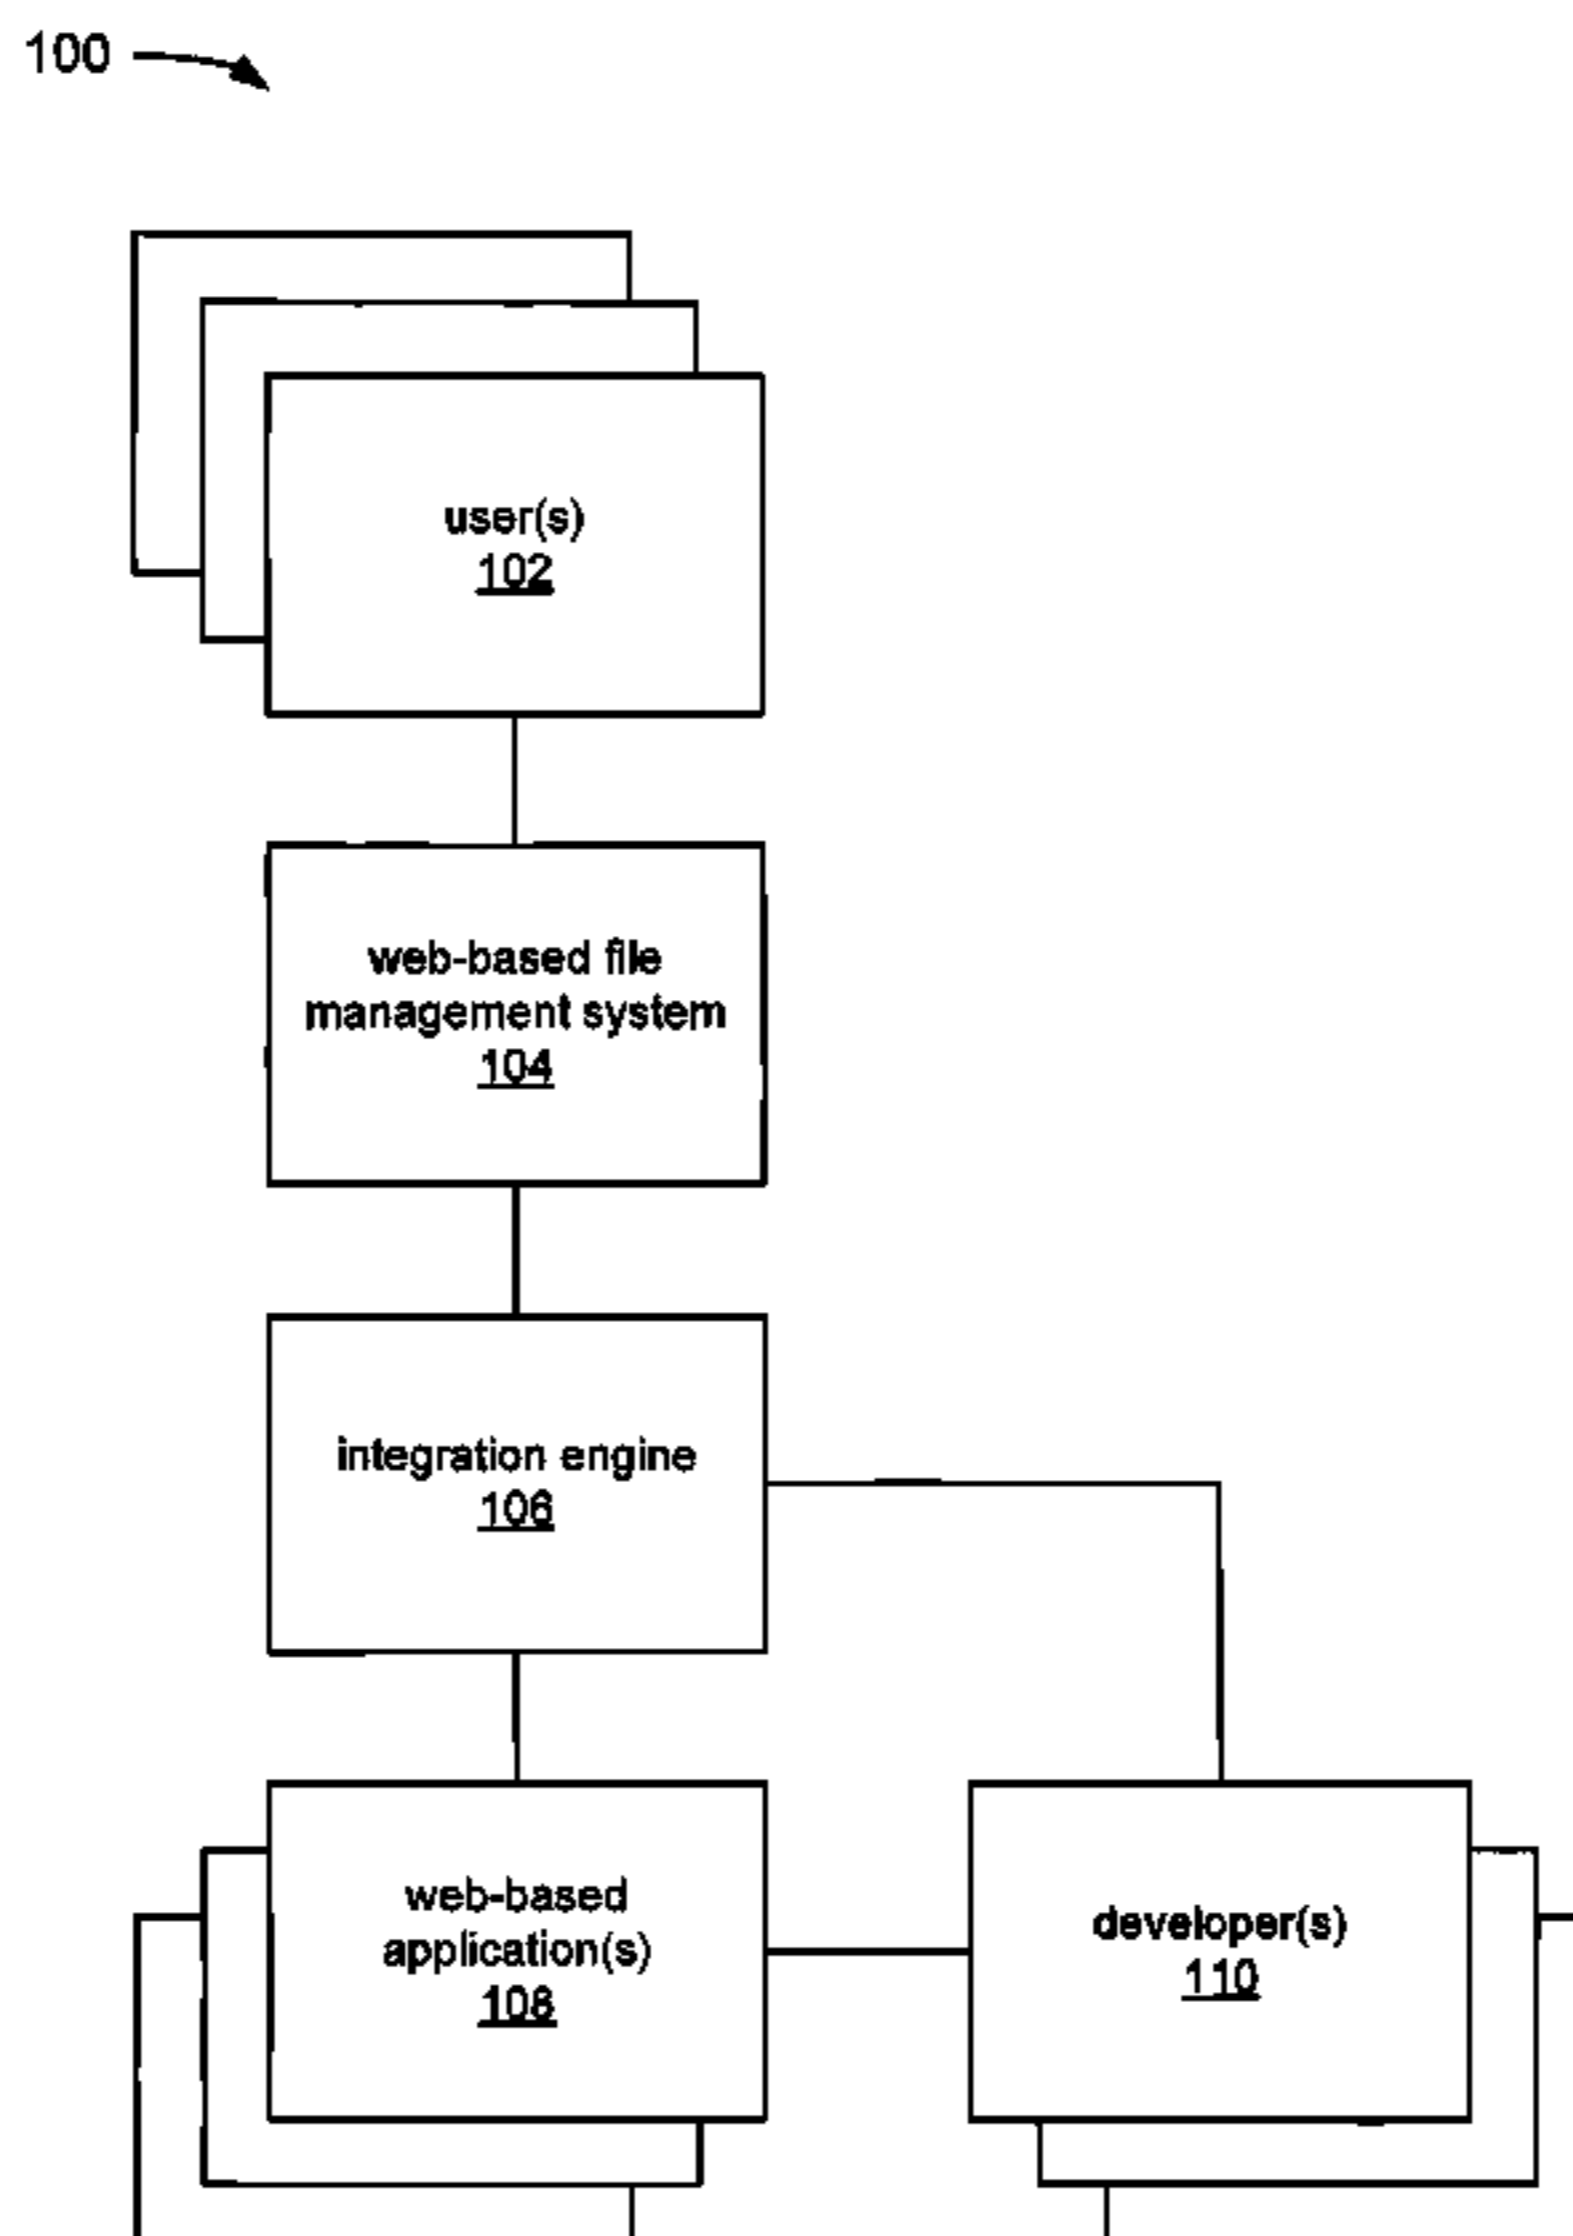 100
user(s)
102
web-based file
management system
104
integration engine
106
web-based
application(s)
108
developer(s)
110